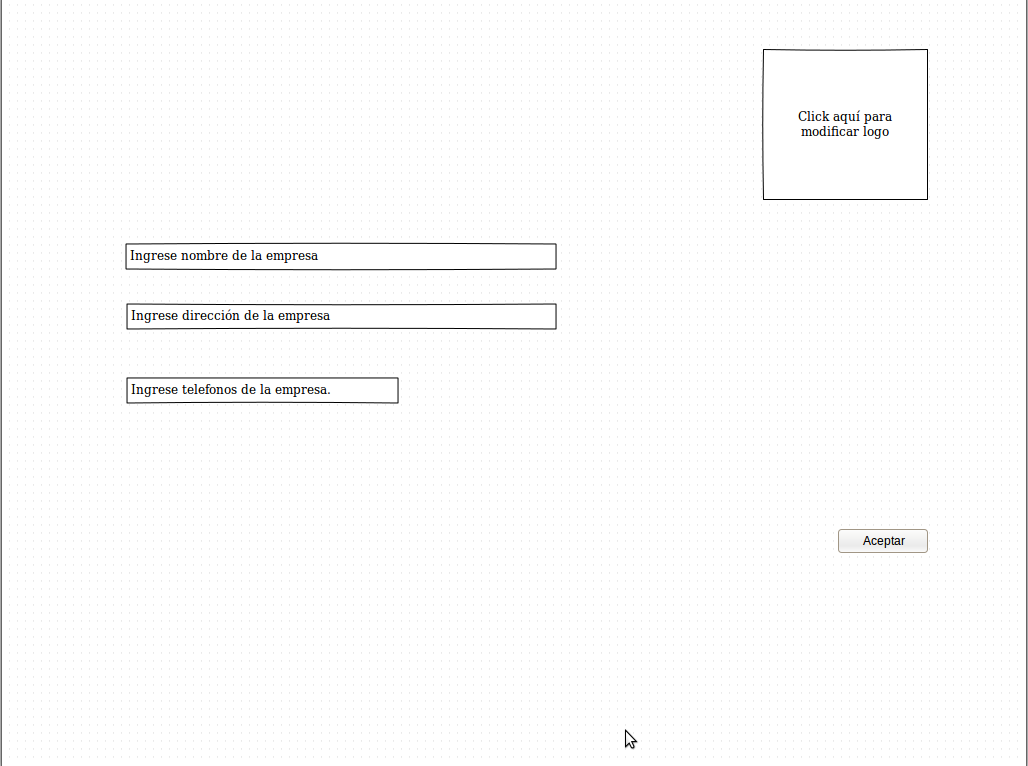 Click aquí para
modificar logo
Ingrese nombre de la empresa
Ingrese dirección de la empresa
Ingrese telefonos de la empresa.
Aceptar